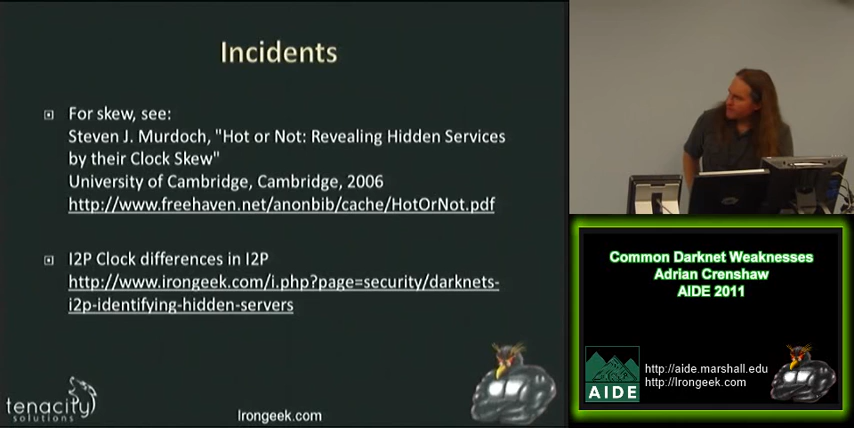 Incidents
For skew, see:
Steven J. Murdoch, "Hot or Not: Revealing Hidden Services
by their Clock Skew"
University of Cambridge, Cambridge, 2006
http://www.freehaven.net/anonbib/cache/HotOrNot.pdf
I2P Clock differences in I2P
http://www.irongeek.com/i.php?page=security/darknets-
i2p-identifying-hidden-servers
tenacity
solutions
Irongeek.com
Common Darknet Weaknesses
Adrian Crenshaw
AIDE 2011
AIDE
http://aide.marshall.edu
http://Irongeek.com